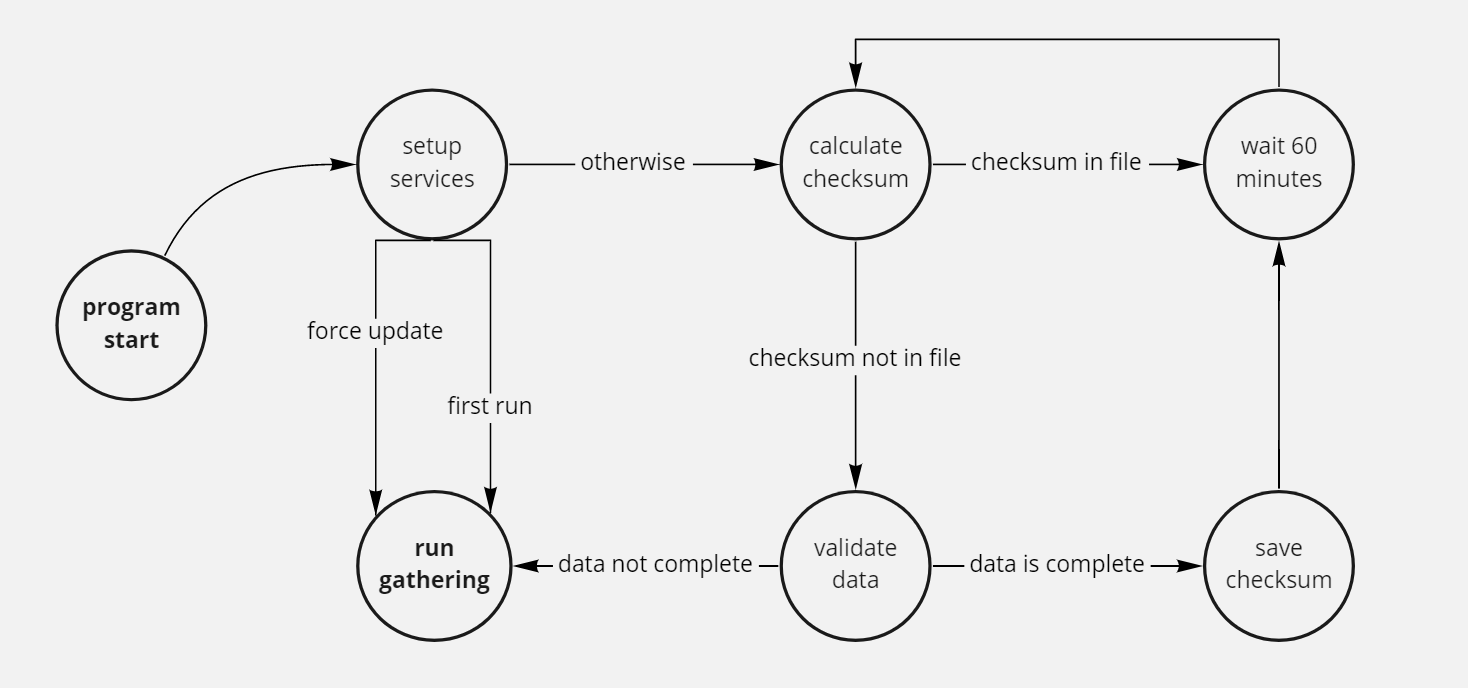 setup
services
otherwise
calculate
checksum
checksum in file
wait 60
minutes
program
start
force update
first run
checksum not in file
run
gathering
data not complete
validate
data
data is complete
save
checksum